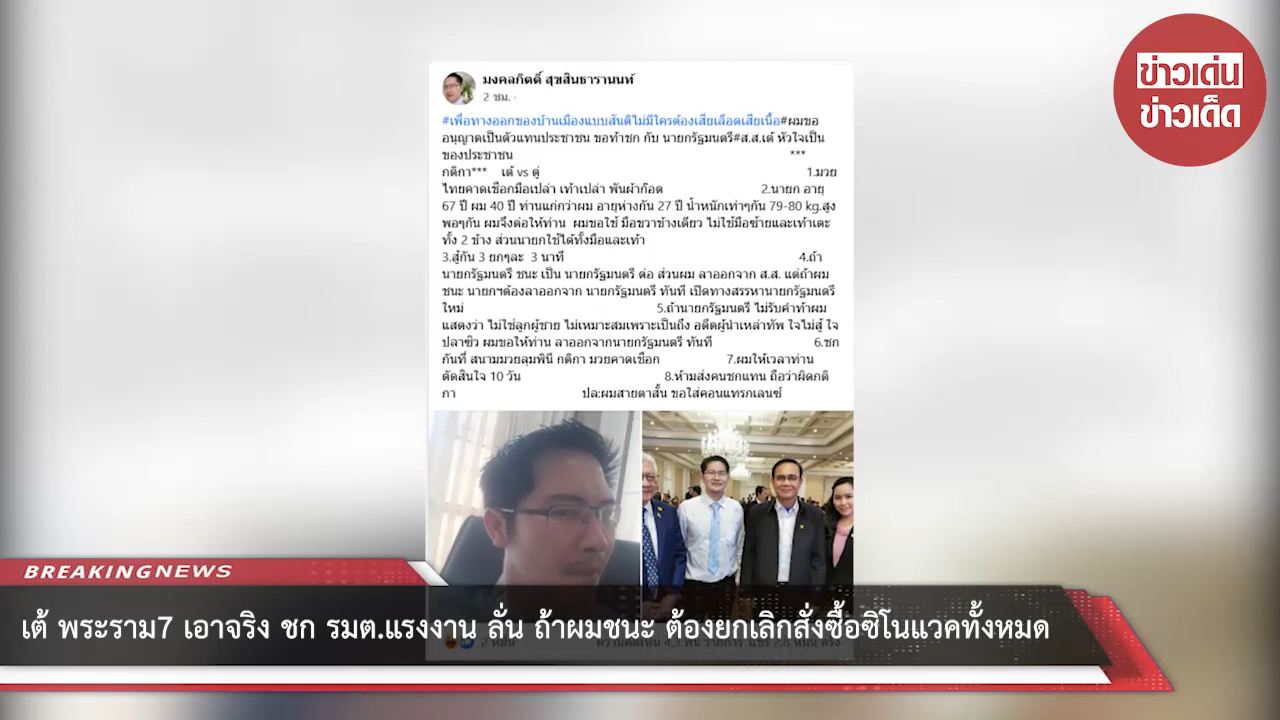 ข่าวเด่น
ข่าวเด็ด
มงคลกิตติ์ สุขสินธารานนท์
2 ชม. ·
#เพื่อทางออกของบ้านเมืองแบบสันติไม่มีใครต้องเสียเลือดเสียเนื้อ#ผมขอ
อนุญาตเป็นตัวแทนประชาชน ขอท้าชก กับ นายกรัฐมนตรี#ส.ส.เต้ หัวใจเป็น
ของประชาชน ***
กติกา*** เต้ vs ตู่ 1.มวย
ไทยคาดเชือกมือเปล่า เท้าเปล่า พันผ้าก๊อต 2.นายก อายุ
67 ปี ผม 40 ปี ท่านแก่กว่าผม อายุห่างกัน 27 ปี น้ำหนักเท่าๆกัน 79-80 kg.สูง
พอๆกัน ผมจึงต่อให้ท่าน ผมขอใช้ มือขวาข้างเดียว ไม่ใช้มือซ้ายและเท้าเตะ
ทั้ง 2 ข้าง ส่วนนายกใช้ได้ทั้งมือและเท้า
3.สู้กัน 3 ยกๆละ 3 นาที 4.ถ้า
นายกรัฐมนตรี ชนะ เป็น นายกรัฐมนตรี ต่อ ส่วนผม ลาออกจาก ส.ส. แต่ถ้าผม
ชนะ นายกฯต้องลาออกจาก นายกรัฐมนตรี ทันที เปิดทางสรรหานายกรัฐมนตรี
ใหม่ 5.ถ้านายกรัฐมนตรี ไม่รับคำท้าผม
แสดงว่า ไม่ใช่ลูกผู้ชาย ไม่เหมาะสมเพราะเป็นถึง อดีตผู้นำเหล่าทัพ ใจไม่สู้ ใจ
ปลาซิว ผมขอให้ท่าน ลาออกจากนายกรัฐมนตรี ทันที 6.ชก
กันที่ สนามมวยลุมพินี กติกา มวยคาดเชือก 7.ผมให้เวลาท่าน
ตัดสินใจ 10 วัน 8.ห้ามส่งคนชกแทน ถือว่าผิดกติ
กา ปล:ผมสายตาสั้น ขอใส่คอนแทรกเลนซ์
BREAKINGNEWS
เต้ พระราม7 เอาจริง ชก รมต.แรงงาน ลั่น ถ้าผมชนะ ต้องยกเลิกสั่งซื้อซิโนแวคทั้งหมด
2 หมื่น ความคิดเห็น 4.3 พัน รายการ แชร์ 2.8 หมื่น ครั้ง